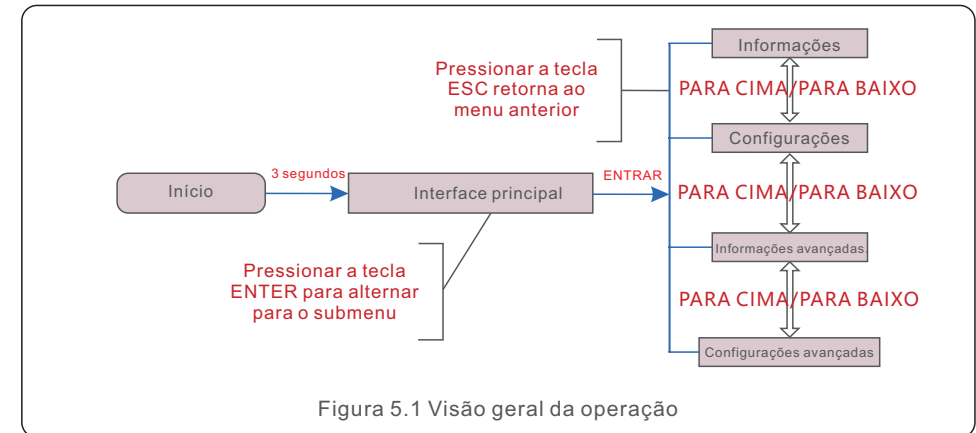 Informações
Pressionar a tecla
ESC retorna ao
menu anterior
PARA CIMA/PARA BAIXO
Configurações
3 segundos
ENTRAR
Início
Interface principal
PARA CIMA/PARA BAIXO
Informações avançadas.
Pressionar a tecla
ENTER para alternar
para o submenu
PARA CIMA/PARA BAIXO
Configurações avançadas
Figura 5.1 Visão geral da operação